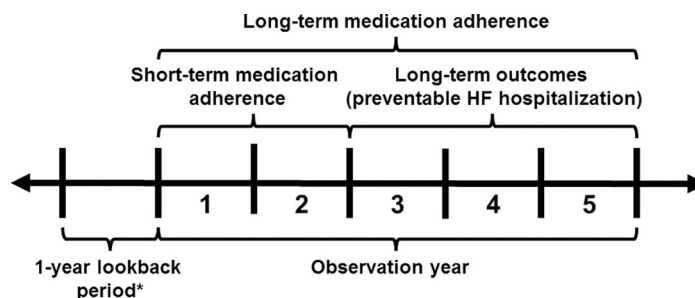 Long-term medication adherence
Short-term medication
adherence
Long-term outcomes
(preventable HF hospitalization)
1 2 3 4 5
1-year lookback
period*
Observation year